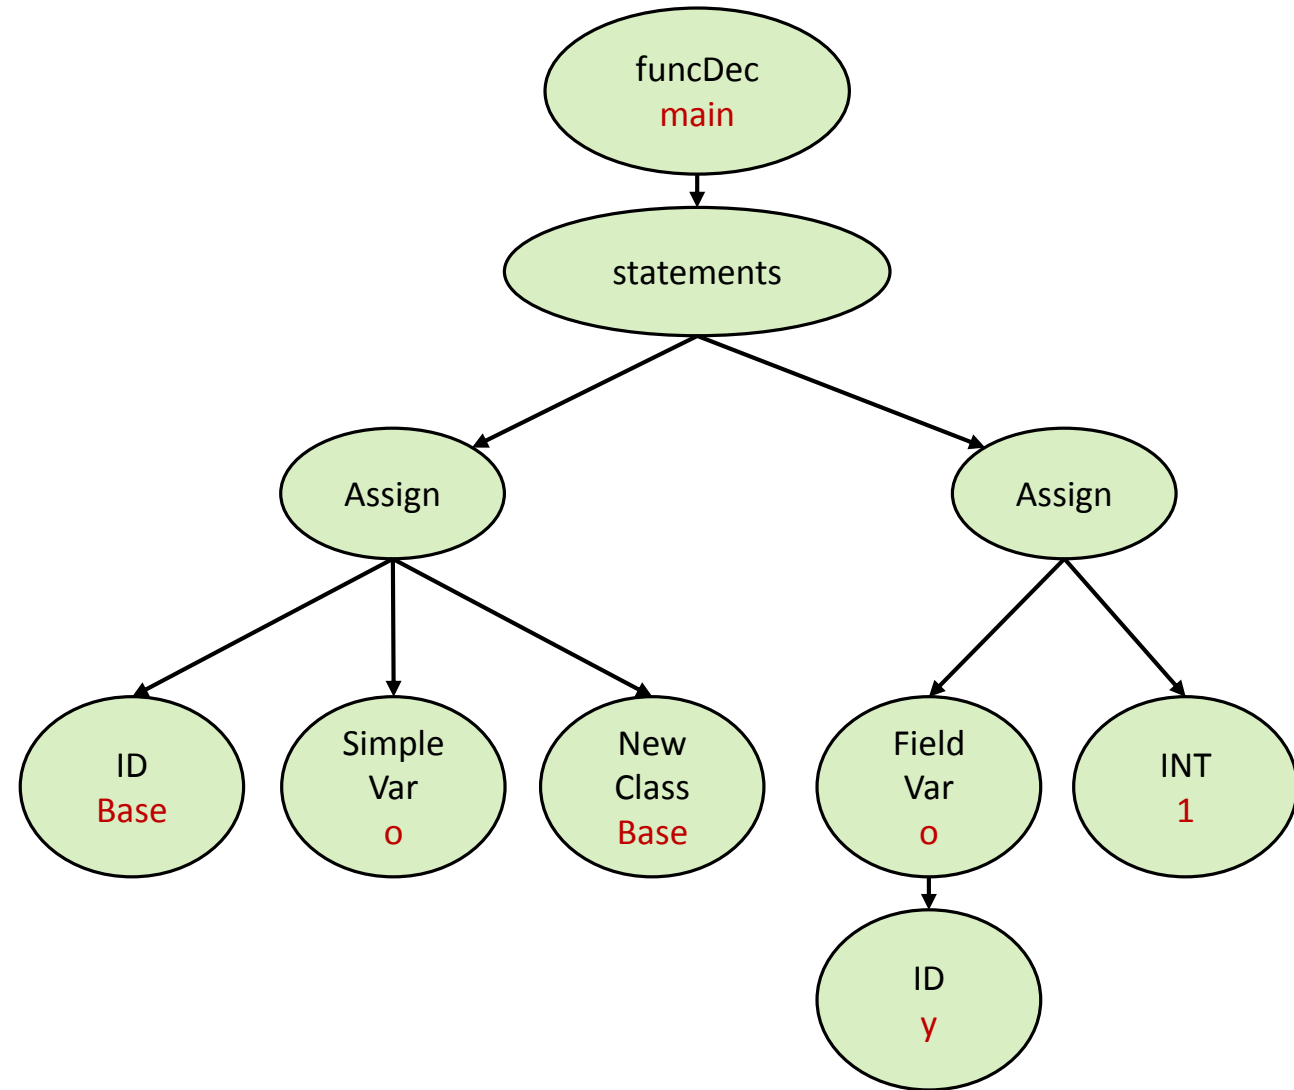 funcDec
main
statements
Assign
Assign
ID
Base
Simple
Var
o
New
Class
Base
Field
Var
o
INT
1
ID
y